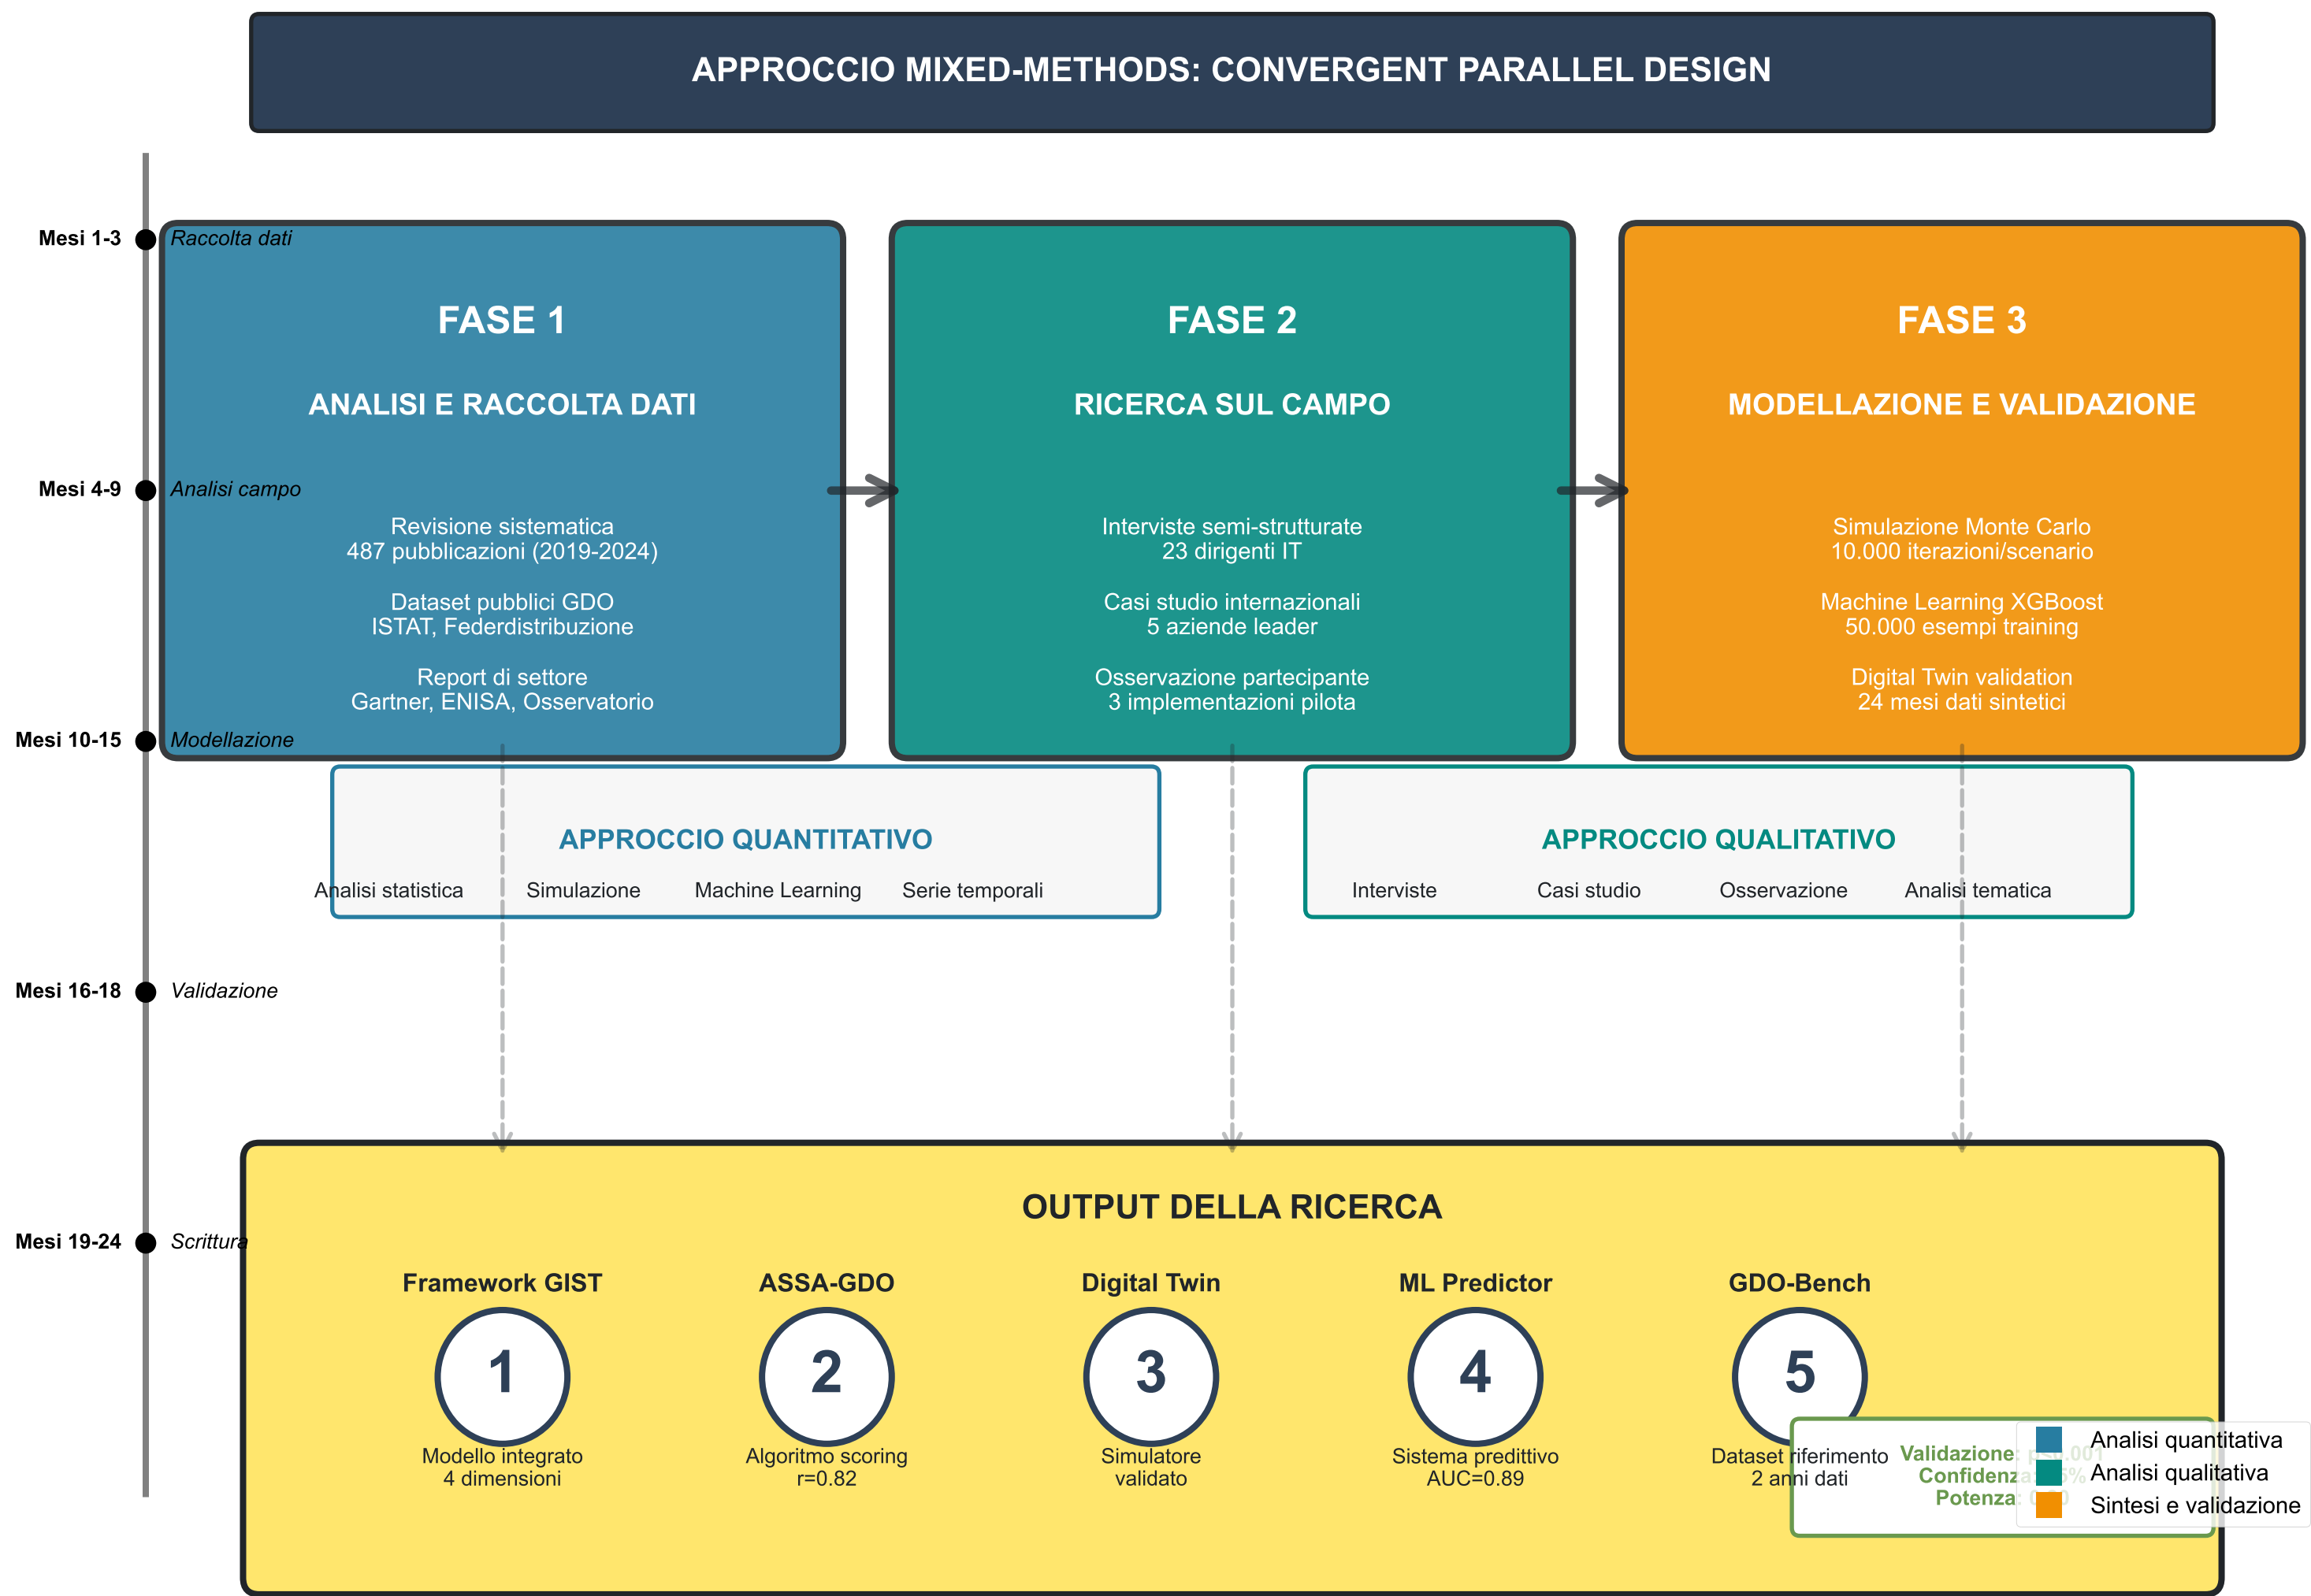 APPROCCIO MIXED-METHODS: CONVERGENT PARALLEL DESIGN
Mesi 1-3
Raccolta dati
Mesi 4-9
Analisi campo
Mesi 10-15
Modellazione
Mesi 16-18
Validazione
Mesi 19-24
Scrittura
FASE 1
ANALISI E RACCOLTA DATI
Revisione sistematica
487 pubblicazioni (2019-2024)
Dataset pubblici GDO
ISTAT, Federdistribuzione
Report di settore
Gartner, ENISA, Osservatorio
FASE 2
RICERCA SUL CAMPO
Interviste semi-strutturate
23 dirigenti IT
Casi studio internazionali
5 aziende leader
Osservazione partecipante
3 implementazioni pilota
FASE 3
MODELLAZIONE E VALIDAZIONE
Simulazione Monte Carlo
10.000 iterazioni/scenario
Machine Learning XGBoost
50.000 esempi training
Digital Twin validation
24 mesi dati sintetici
APPROCCIO QUANTITATIVO
Analisi statistica Simulazione Machine Learning Serie temporali
APPROCCIO QUALITATIVO
Interviste Casi studio Osservazione Analisi tematica
OUTPUT DELLA RICERCA
Framework GIST
1
Modello integrato
4 dimensioni
ASSA-GDO
2
Algoritmo scoring
r=0.82
Digital Twin
3
Simulatore
validato
ML Predictor
4
Sistema predittivo
AUC=0.89
GDO-Bench
5
Dataset riferimento
2 anni dati
Validazione:
Confidenza:
Potenza:
Analisi quantitativa
Analisi qualitativa
Sintesi e validazione